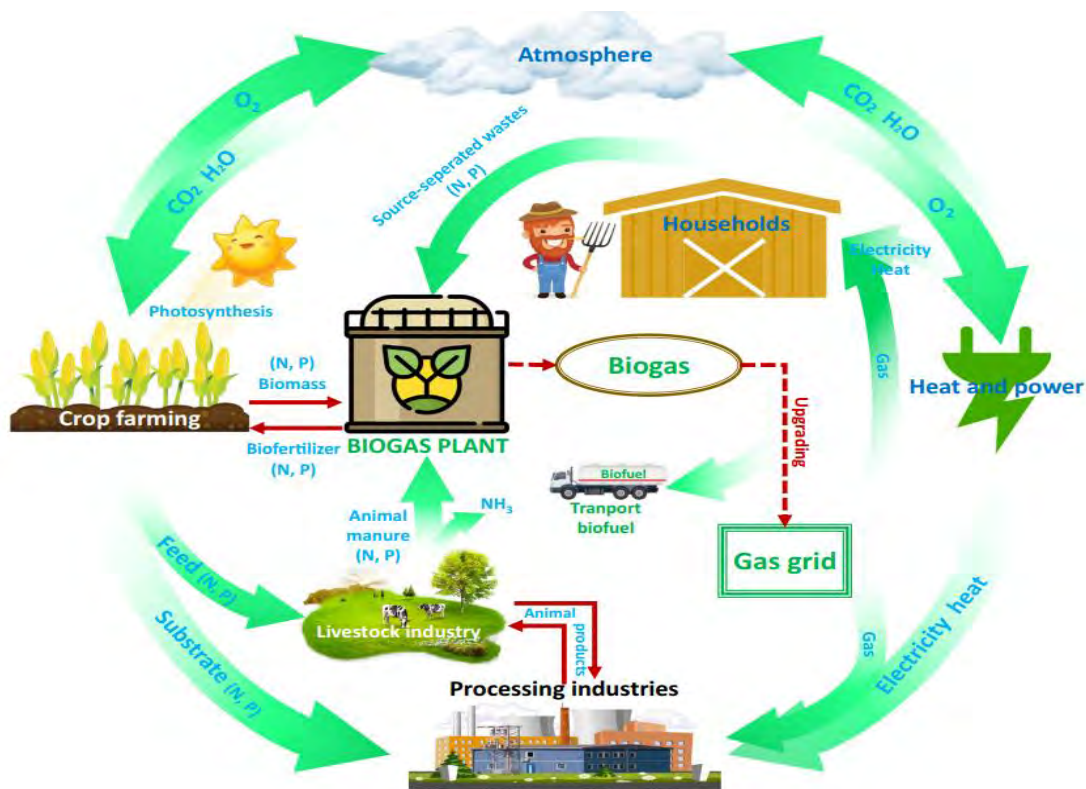 Atmosphere
O₂
CO₂ H₂O
CO₂ H₂O
O₂
Source-seperated wastes
(N, P)
Households
Electricity
Heat
Photosynthesis
(N, P)
Biomass
Crop farming
Biofertilizer
(N, P)
BIOGAS PLANT
Biogas
Upgrading
Gas
Heat and power
Biofuel
Tranport
biofuel
Gas grid
NH₃
Animal
manure
(N, P)
Feed (N, P)
Substrate (N, P)
Livestock industry
Animal
products
Processing industries
Gas
Electricity heat